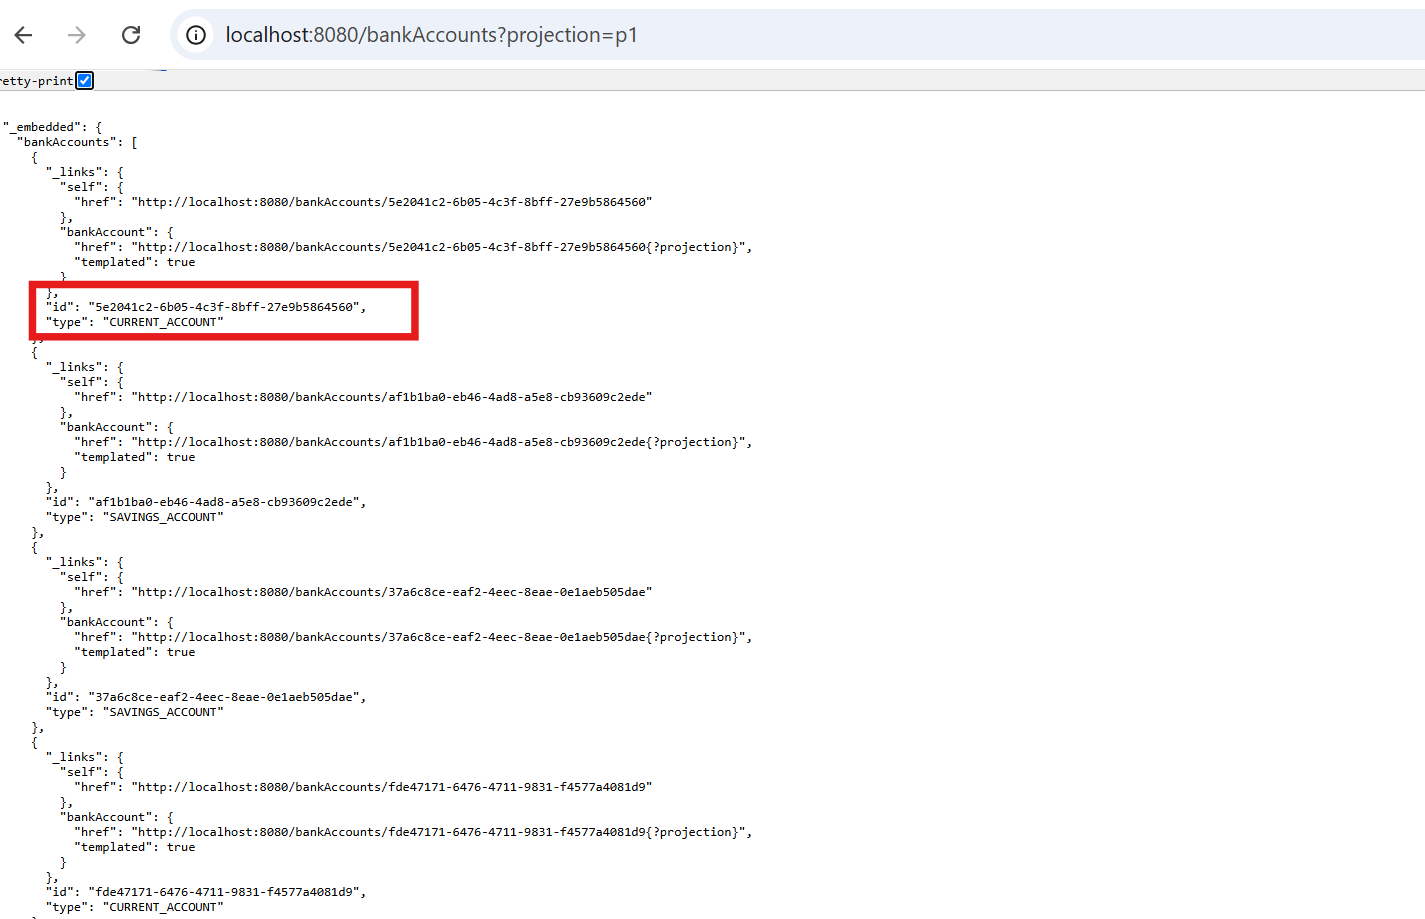 localhost:8080/bankAccounts?projection=p1
retty-print
"_embedded": {
"bankAccounts": [
{
"_links": {
"self": {
"href": "http://localhost:8080/bankAccounts/5e2041c2-6b05-4c3f-8bff-27e9b5864560"
},
"bankAccount": {
"href": "http://localhost:8080/bankAccounts/5e2041c2-6b05-4c3f-8bff-27e9b5864560{?projection}",
"templated": true
}
},
"id": "5e2041c2-6b05-4c3f-8bff-27e9b5864560",
"type": "CURRENT_ACCOUNT"
},
{
"_links": {
"self": {
"href": "http://localhost:8080/bankAccounts/af1b1ba0-eb46-4ad8-a5e8-cb93609c2ede"
},
"bankAccount": {
"href": "http://localhost:8080/bankAccounts/af1b1ba0-eb46-4ad8-a5e8-cb93609c2ede{?projection}",
"templated": true
}
},
"id": "af1b1ba0-eb46-4ad8-a5e8-cb93609c2ede",
"type": "SAVINGS_ACCOUNT"
},
{
"_links": {
"self": {
"href": "http://localhost:8080/bankAccounts/37a6c8ce-eaf2-4eec-8eae-0e1aeb505dae"
},
"bankAccount": {
"href": "http://localhost:8080/bankAccounts/37a6c8ce-eaf2-4eec-8eae-0e1aeb505dae{?projection}",
"templated": true
}
},
"id": "37a6c8ce-eaf2-4eec-8eae-0e1aeb505dae",
"type": "SAVINGS_ACCOUNT"
},
{
"_links": {
"self": {
"href": "http://localhost:8080/bankAccounts/fde47171-6476-4711-9831-f4577a4081d9"
},
"bankAccount": {
"href": "http://localhost:8080/bankAccounts/fde47171-6476-4711-9831-f4577a4081d9{?projection}",
"templated": true
}
},
"id": "fde47171-6476-4711-9831-f4577a4081d9",
"type": "CURRENT_ACCOUNT"